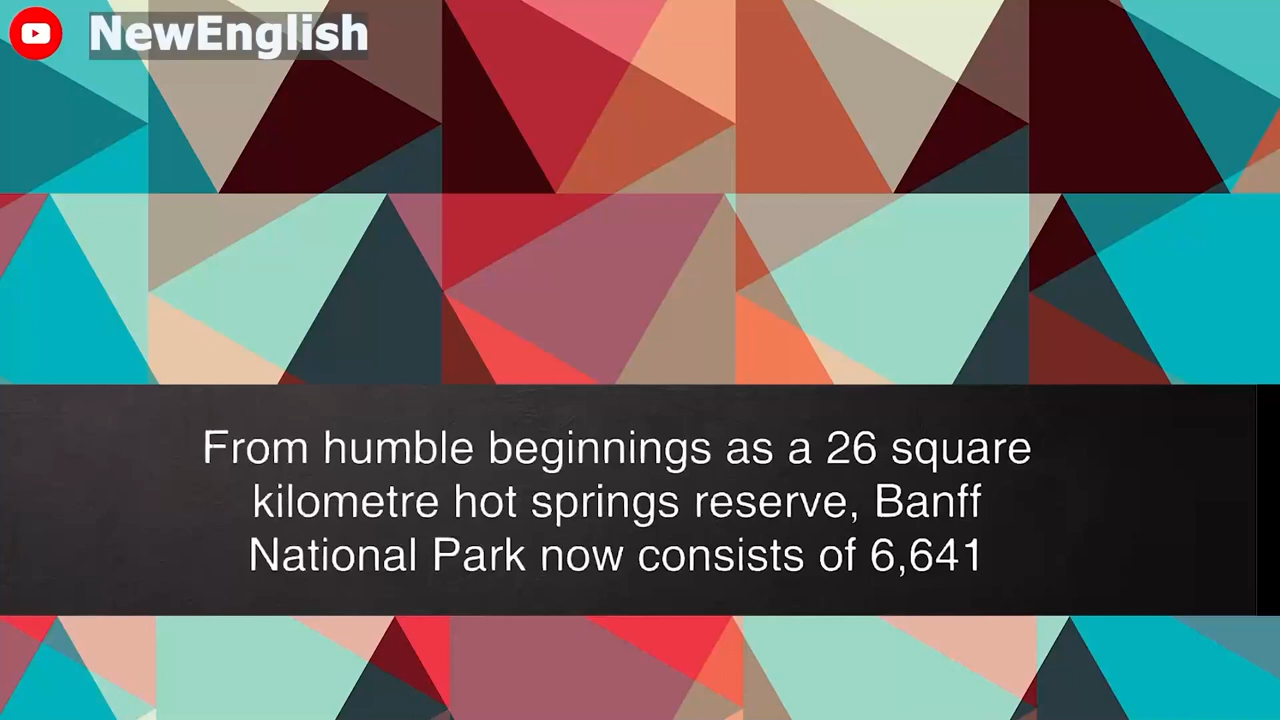 NewEnglish
From humble beginnings as a 26 square
kilometre hot springs reserve, Banff
National Park now consists of 6,641